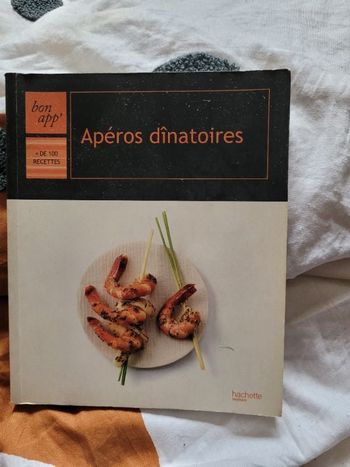 bon
app'
+ DE 100
RECETTES
Apéros dînatoires
hachette